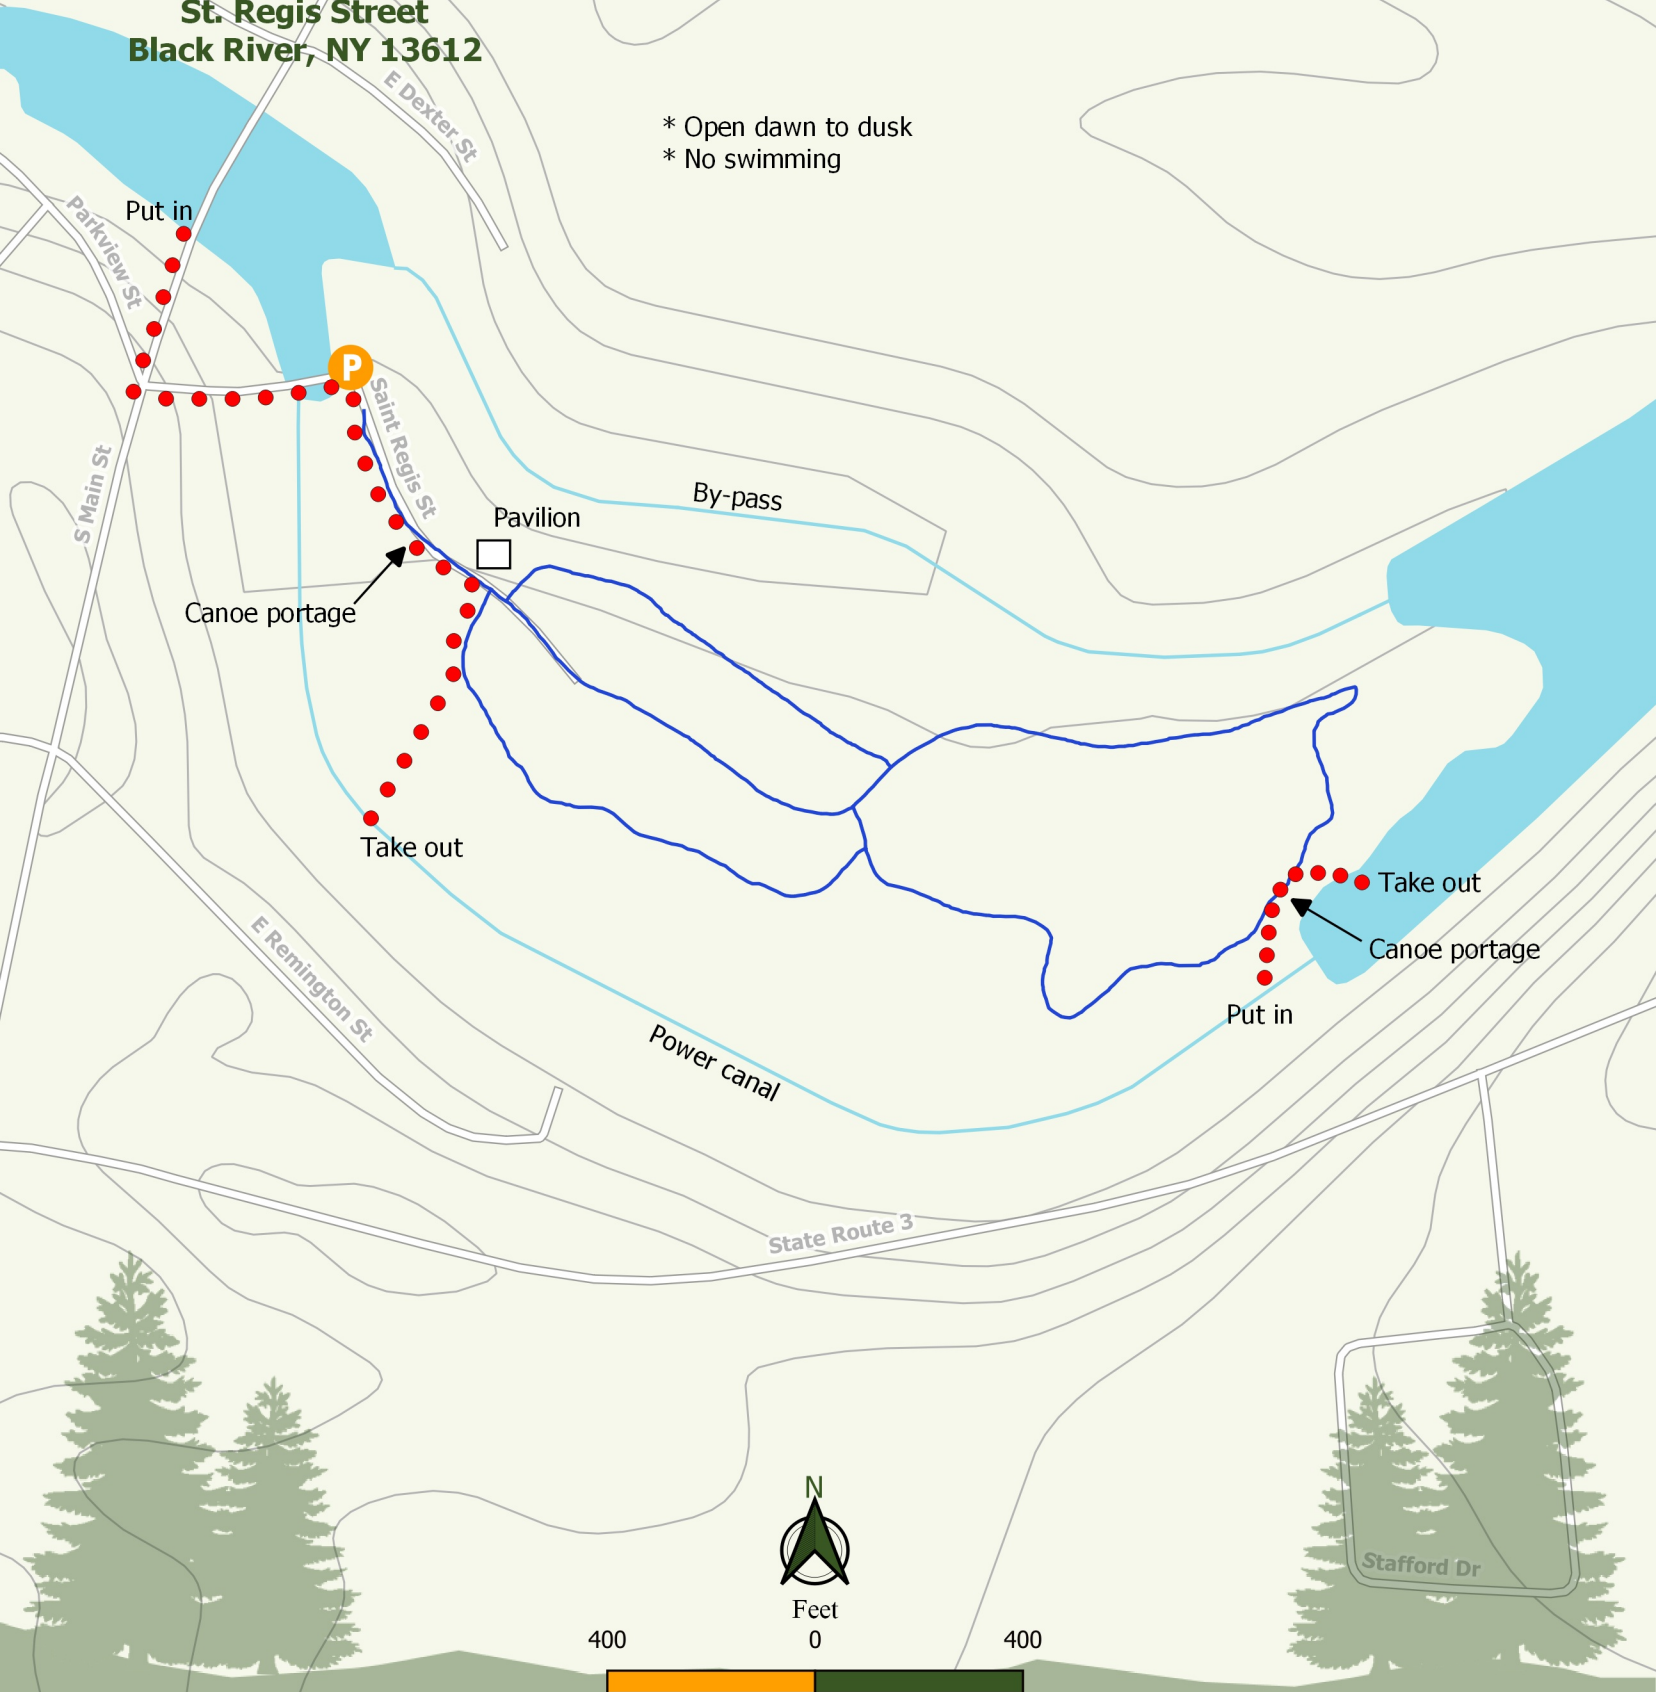 St. Regis Street
Black River, NY 13612
E Dexter St
* Open dawn to dusk
* No swimming
Parkview St
Put in
P
Saint Regis St
S Main St
By-pass
Pavilion
Canoe portage
Take out
Take out
Canoe portage
E Remington St
Put in
Power canal
State Route 3
N
Stafford Dr
Feet
400 0 400